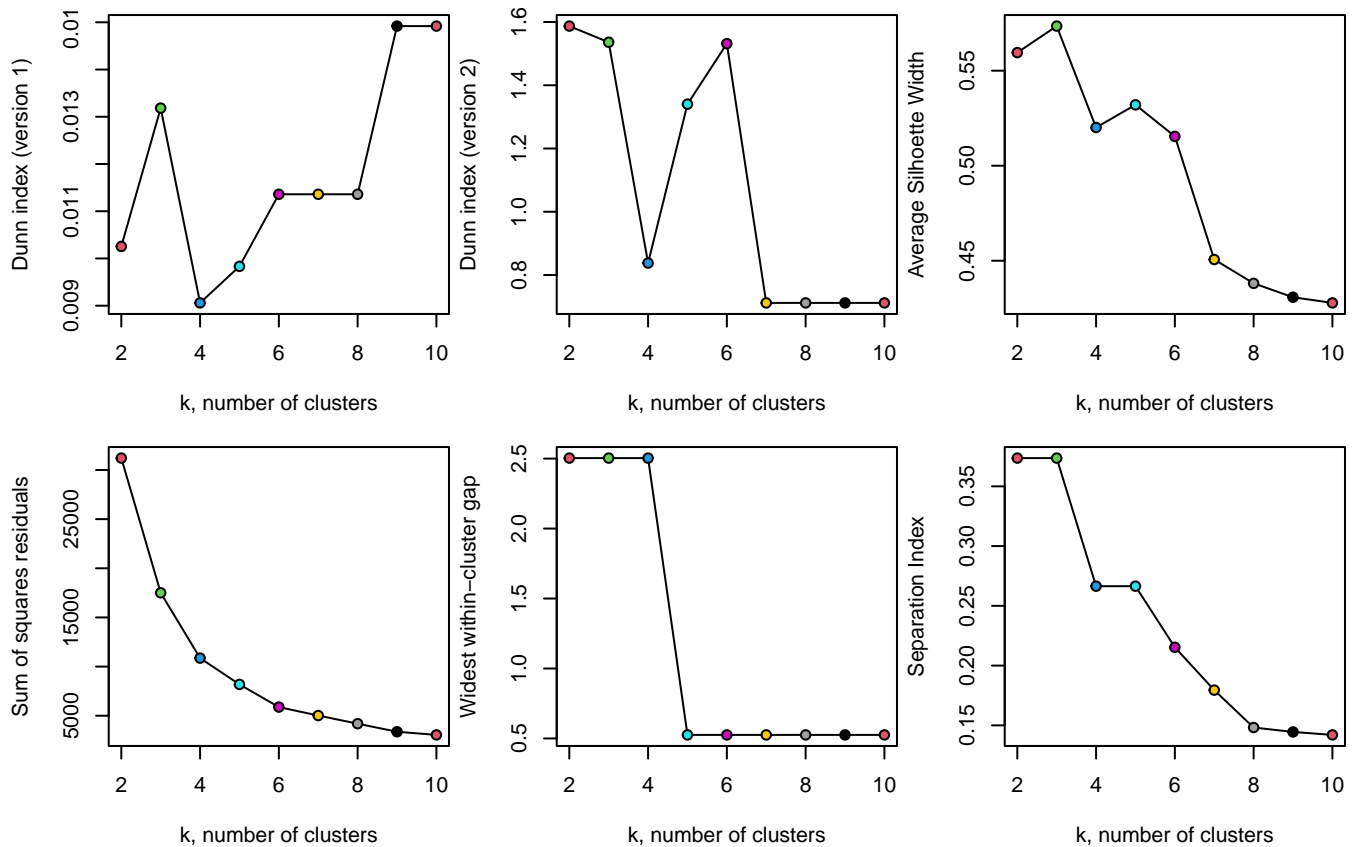 Dunn index (version 1)
0.009
0.011
0.013
0.01
2 4 6 8 10
k, number of clusters
Dunn index (version 2)
0.8
1.0
1.2
1.4
1.6
2 4 6 8 10
k, number of clusters
Average Silhoette Width
0.45
0.50
0.55
2 4 6 8 10
k, number of clusters
Sum of squares residuals
5000
15000
25000
2 4 6 8 10
k, number of clusters
Widest within−cluster gap
0.5
1.0
1.5
2.0
2.5
2 4 6 8 10
k, number of clusters
Separation Index
0.15
0.20
0.25
0.30
0.35
2 4 6 8 10
k, number of clusters